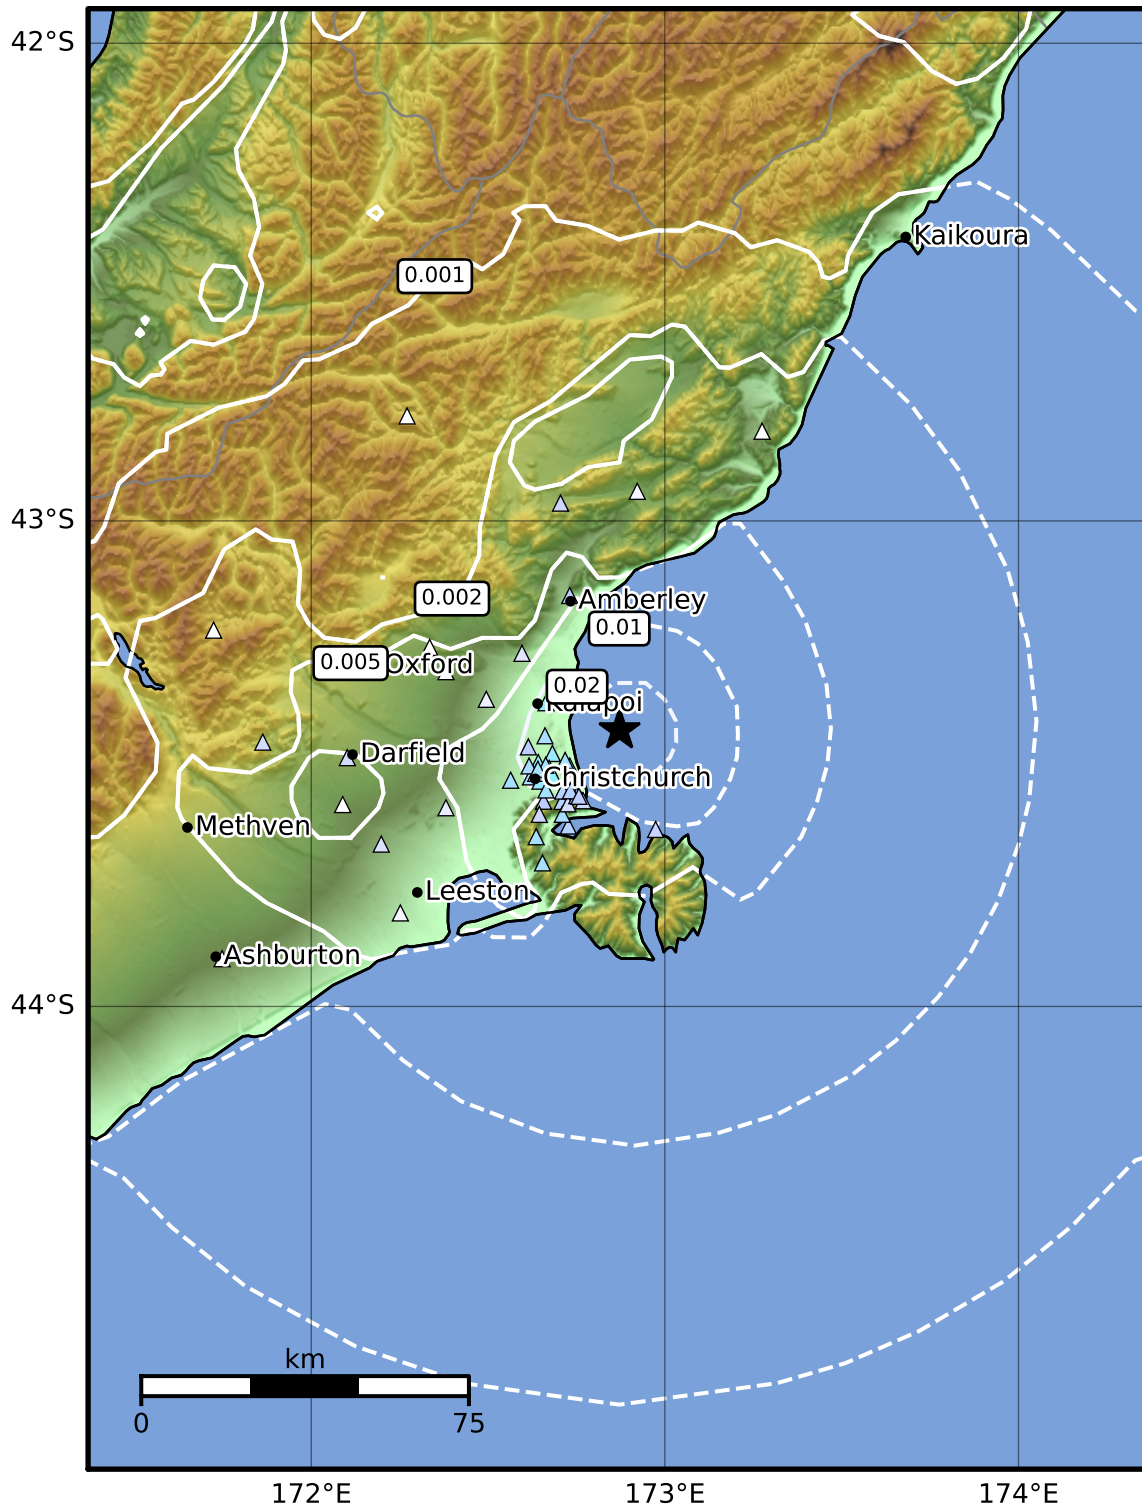 42°S
Kaikoura
0.001
43°S
0.002
Amberley
0.01
0.005
Oxford
0.02
Kaiapoi
Darfield
Christchurch
Methven
Leeston
Ashburton
44°S
km
0
75
172°E
173°E
174°E